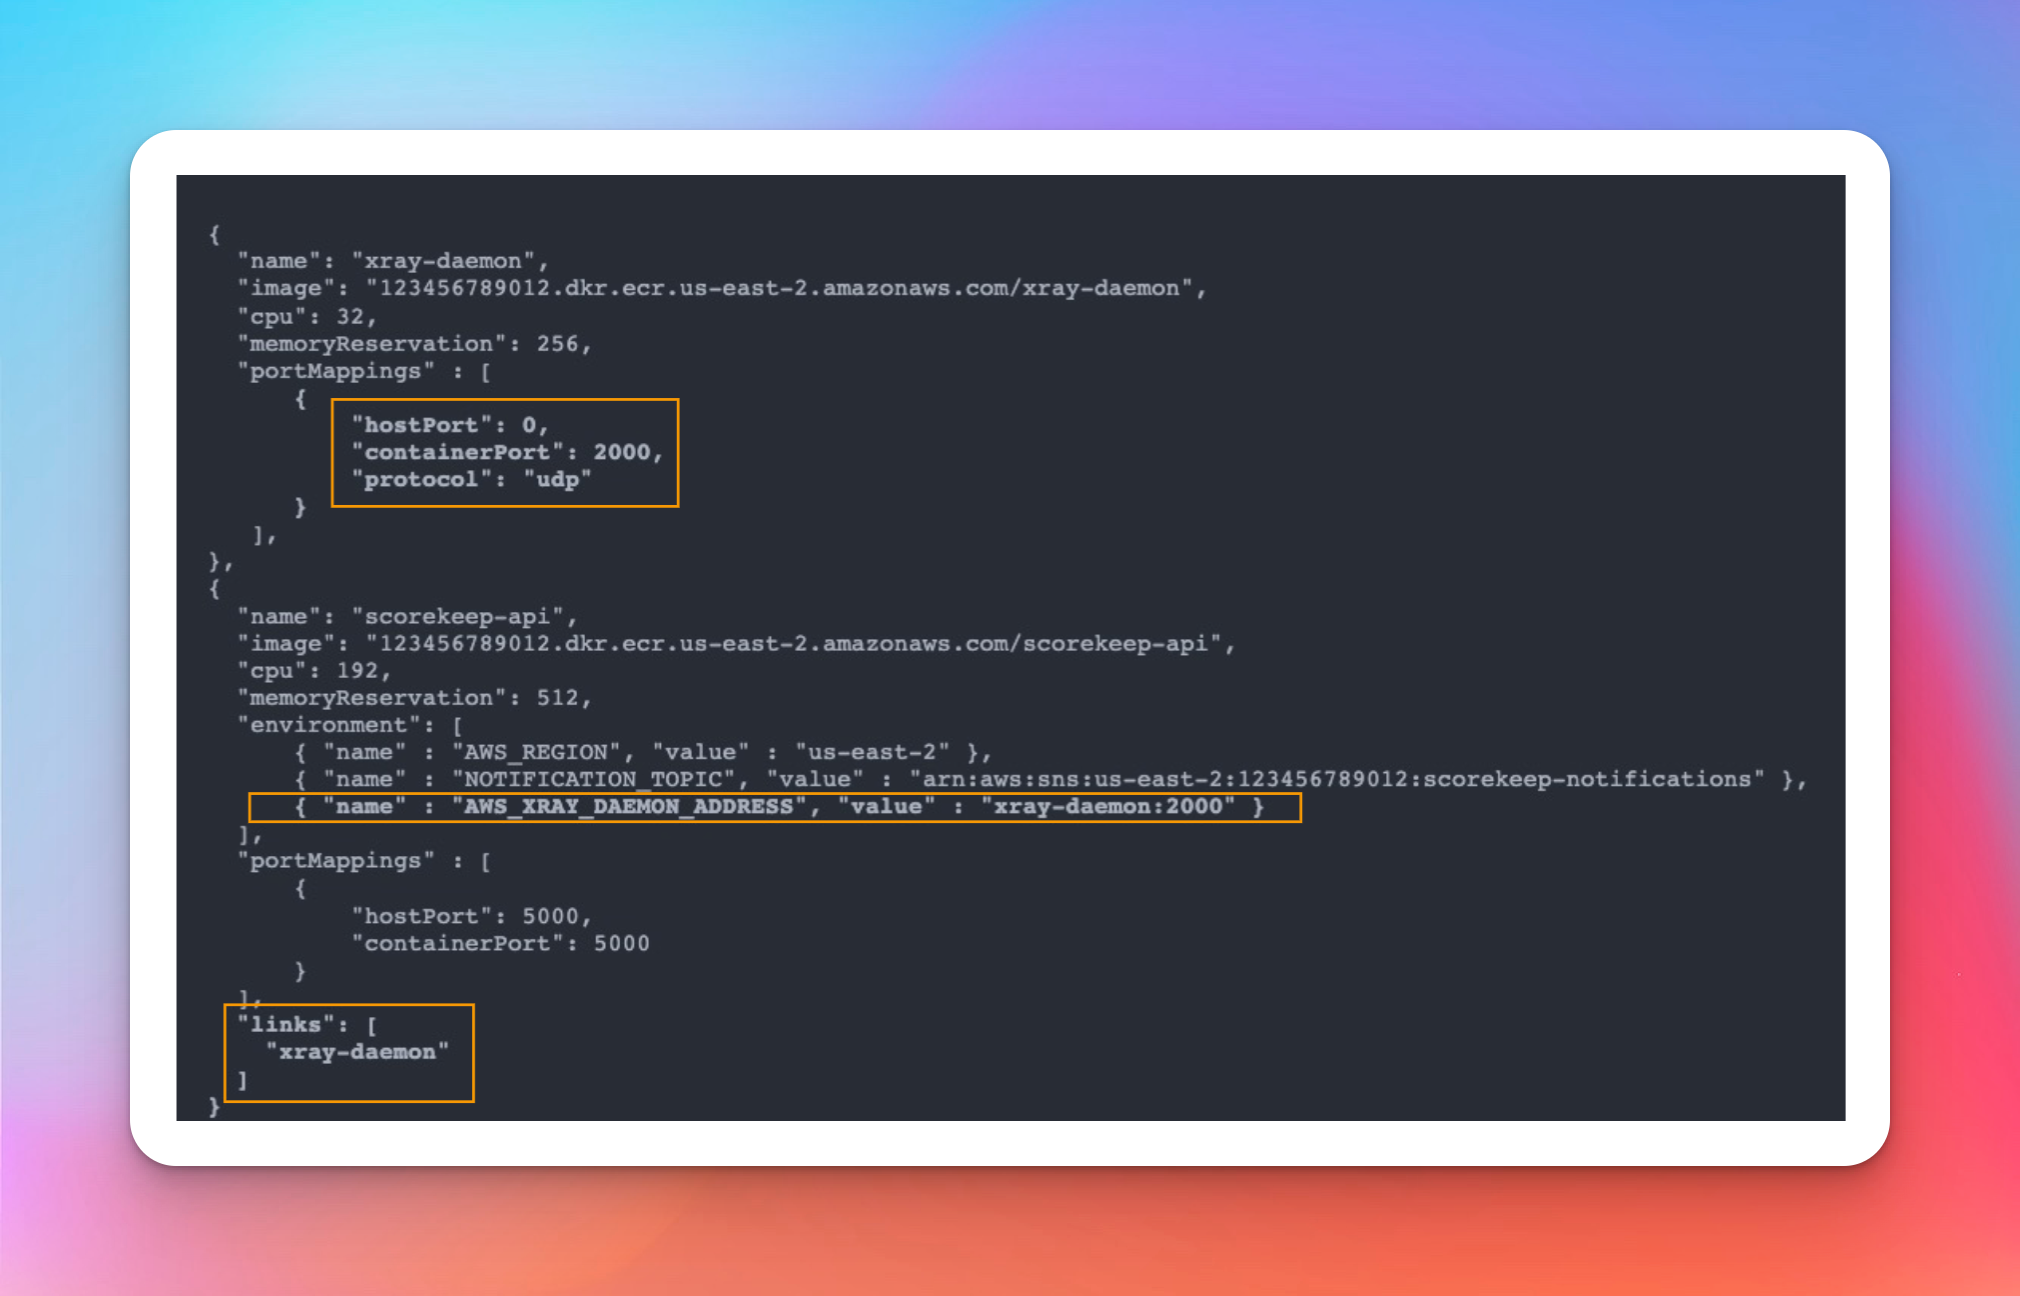 {
"name": "xray-daemon",
"image": "123456789012.dkr.ecr.us-east-2.amazonaws.com/xray-daemon",
"cpu": 32,
"memoryReservation": 256,
"portMappings" : [
{
"hostPort": 0,
"containerPort": 2000,
"protocol": "udp"
}
],
},
{
"name": "scorekeep-api",
"image": "123456789012.dkr.ecr.us-east-2.amazonaws.com/scorekeep-api",
"cpu": 192,
"memoryReservation": 512,
"environment": [
{ "name" : "AWS_REGION", "value" : "us-east-2" },
{ "name" : "NOTIFICATION_TOPIC", "value" : "arn:aws:sns:us-east-2:123456789012:scorekeep-notifications" },
{ "name" : "AWS_XRAY_DAEMON_ADDRESS", "value" : "xray-daemon:2000" }
],
"portMappings" : [
{
"hostPort": 5000,
"containerPort": 5000
}
],
"links": [
"xray-daemon"
]
}